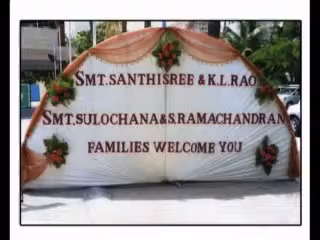 SMT.SANTHISREE & K.L.RAO
SMT.SULOCHANA&S.RAMACHANDRAN
FAMILIES WELCOME YOU